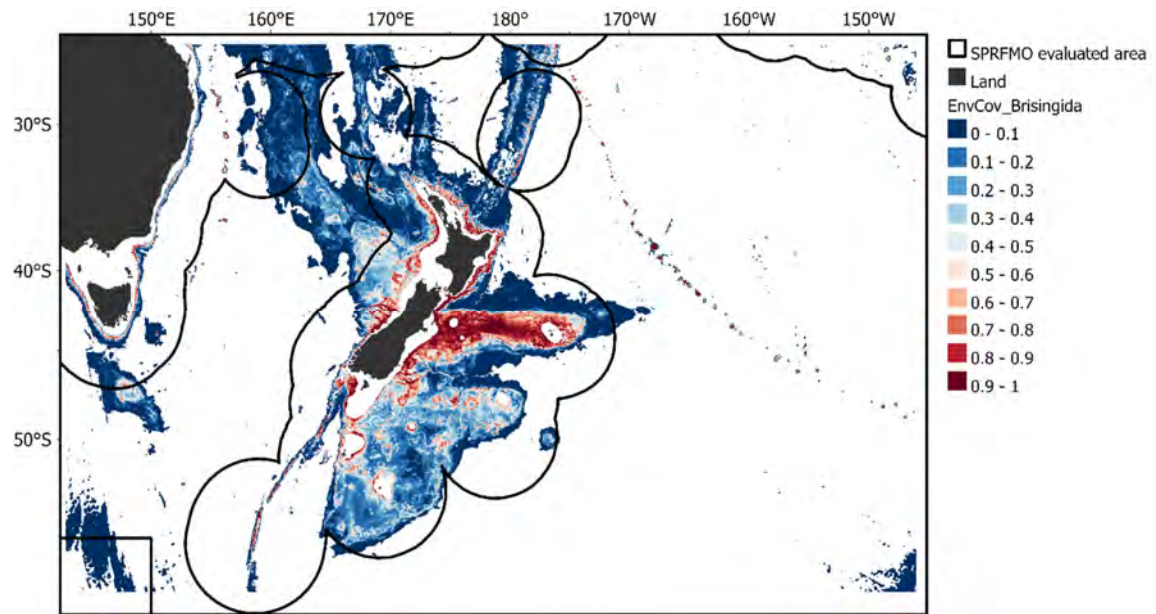 150°E 160°E 170°E 180° 170°W 160°W 150°W
30°S
40°S
50°S
SPRFMO evaluated area
Land
EnvCov_Brisingida
0 - 0.1
0.1 - 0.2
0.2 - 0.3
0.3 - 0.4
0.4 - 0.5
0.5 - 0.6
0.6 - 0.7
0.7 - 0.8
0.8 - 0.9
0.9 - 1